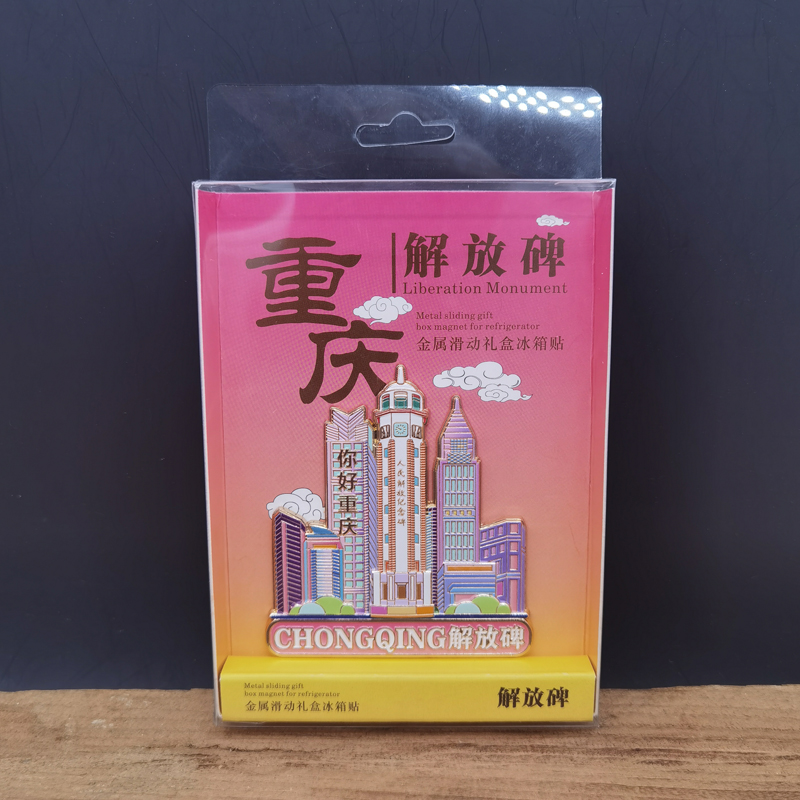 重庆
解放碑
Liberation Monument
Metal sliding gift
box magnet for refrigerator
金属滑动礼盒冰箱贴
你好重庆
人民解放纪念碑
CHONGQING解放碑
Metal sliding gift
box magnet for refrigerator
金属滑动礼盒冰箱贴
解放碑